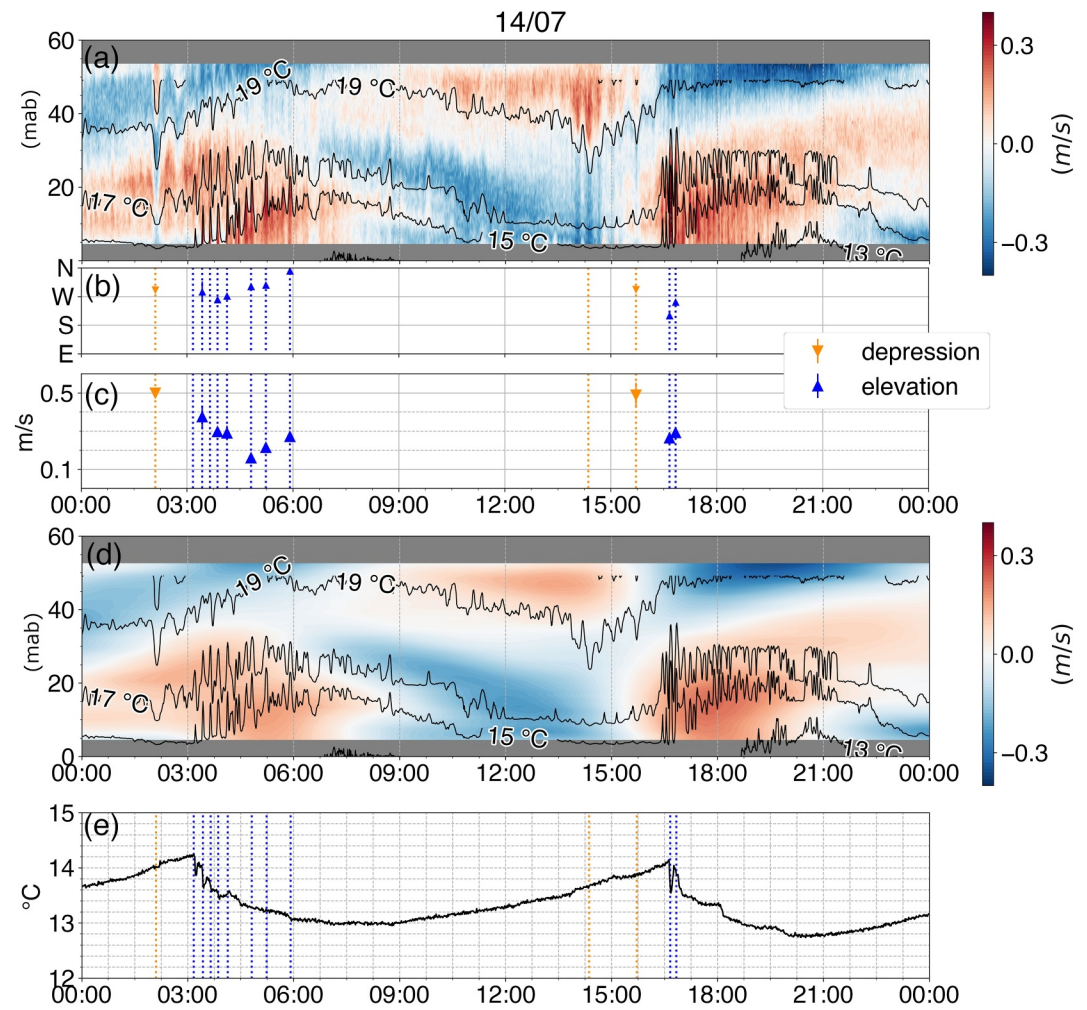 14/07
(a)
60
40
20
(mab)
19 °C
19 °C
17 °C
15 °C
13 °C
0.3
0.0
−0.3
(m/s)
(b)
N
W
S
E
depression
elevation
(c)
0.5
0.1
m/s
00:00 03:00 06:00 09:00 12:00 15:00 18:00 21:00 00:00
(d)
60
40
20
0
(mab)
19 °C
19 °C
17 °C
15 °C
13 °C
0.3
0.0
−0.3
(m/s)
00:00 03:00 06:00 09:00 12:00 15:00 18:00 21:00 00:00
(e)
15
14
13
12
°C
00:00 03:00 06:00 09:00 12:00 15:00 18:00 21:00 00:00